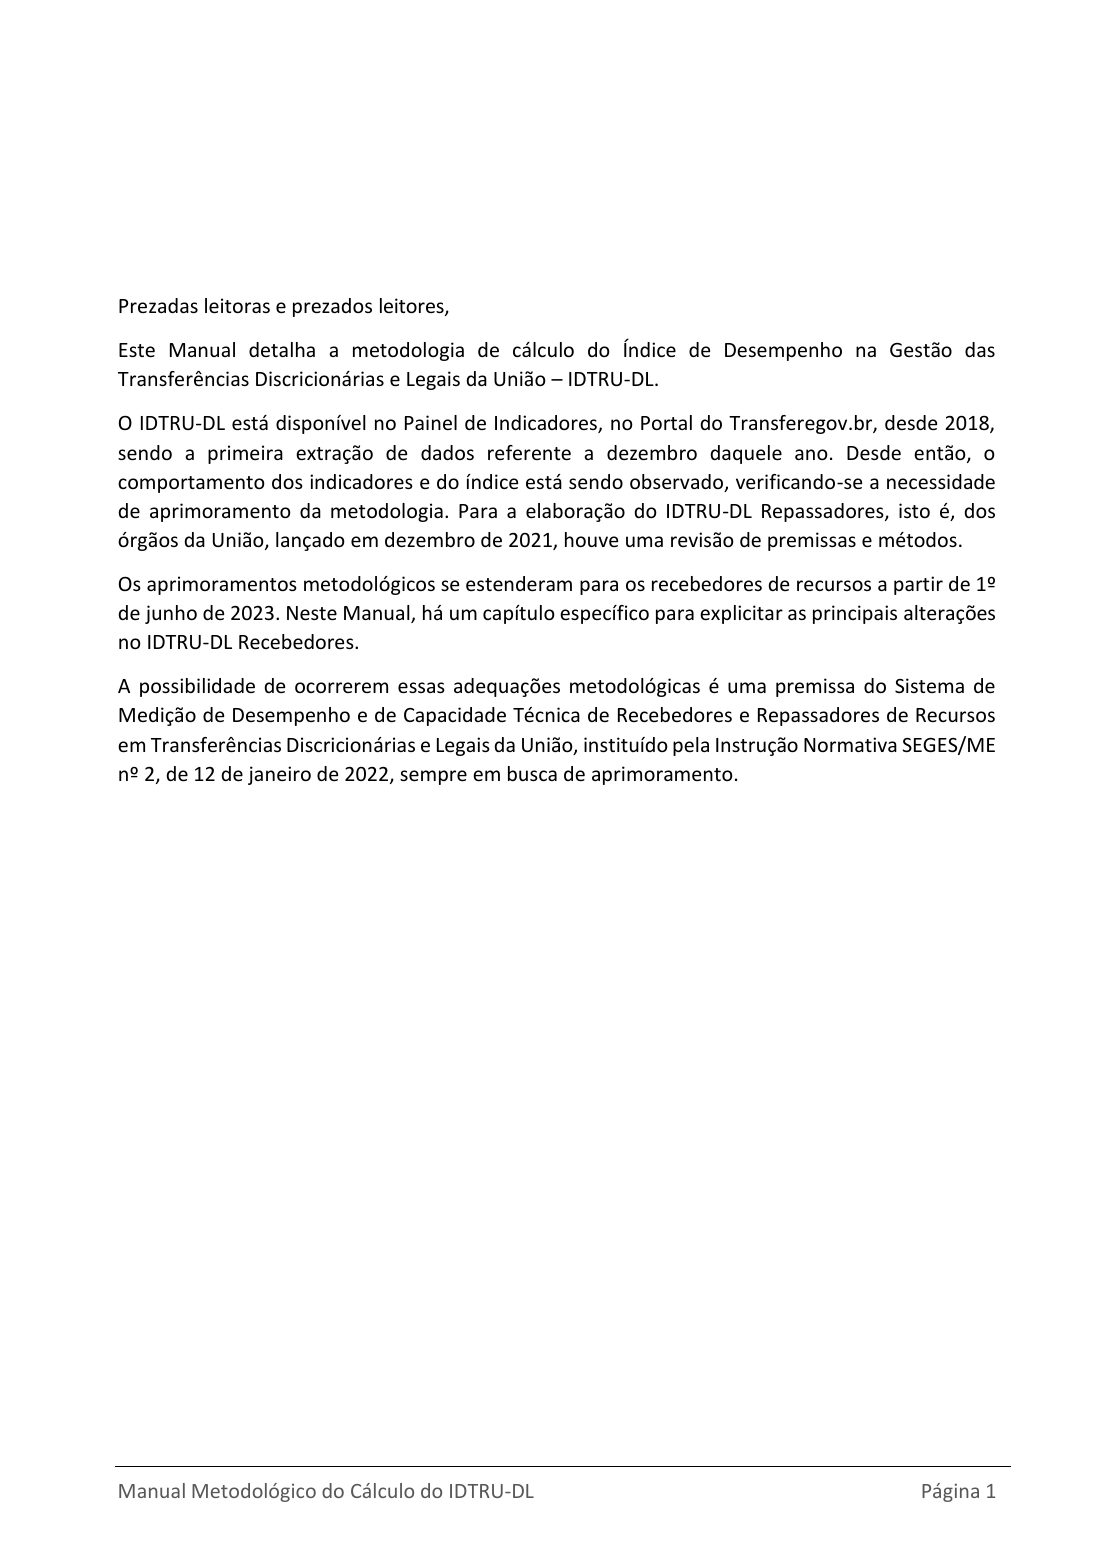 Prezadas leitoras e prezados leitores,
Este Manual detalha a metodologia de cálculo do Índice de Desempenho na Gestão das
Transferências Discricionárias e Legais da União – IDTRU-DL.
O IDTRU-DL está disponível no Painel de Indicadores, no Portal do Transferegov.br, desde 2018,
sendo a primeira extração de dados referente a dezembro daquele ano. Desde então, o
comportamento dos indicadores e do índice está sendo observado, verificando-se a necessidade
de aprimoramento da metodologia. Para a elaboração do IDTRU-DL Repassadores, isto é, dos
órgãos da União, lançado em dezembro de 2021, houve uma revisão de premissas e métodos.
Os aprimoramentos metodológicos se estenderam para os recebedores de recursos a partir de 1º
de junho de 2023. Neste Manual, há um capítulo específico para explicitar as principais alterações
no IDTRU-DL Recebedores.
A possibilidade de ocorrerem essas adequações metodológicas é uma premissa do Sistema de
Medição de Desempenho e de Capacidade Técnica de Recebedores e Repassadores de Recursos
em Transferências Discricionárias e Legais da União, instituído pela Instrução Normativa SEGES/ME
nº 2, de 12 de janeiro de 2022, sempre em busca de aprimoramento.
Manual Metodológico do Cálculo do IDTRU-DL Página 1